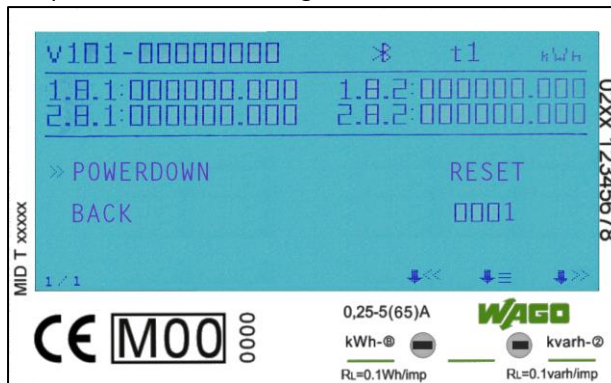 V101-00000000 t1 kWh
1.8.1:000000.000 1.8.2:000000.000
2.8.1:000000.000 2.8.2:000000.000
» POWERDOWN RESET
BACK 0001
1/1 << >>
MID T xxxxx
02xx 12345678
CE M00 0000
0,25-5(65)A WAGO
kWh-® kvarh-②
RL=0.1Wh/imp RL=0.1varh/imp